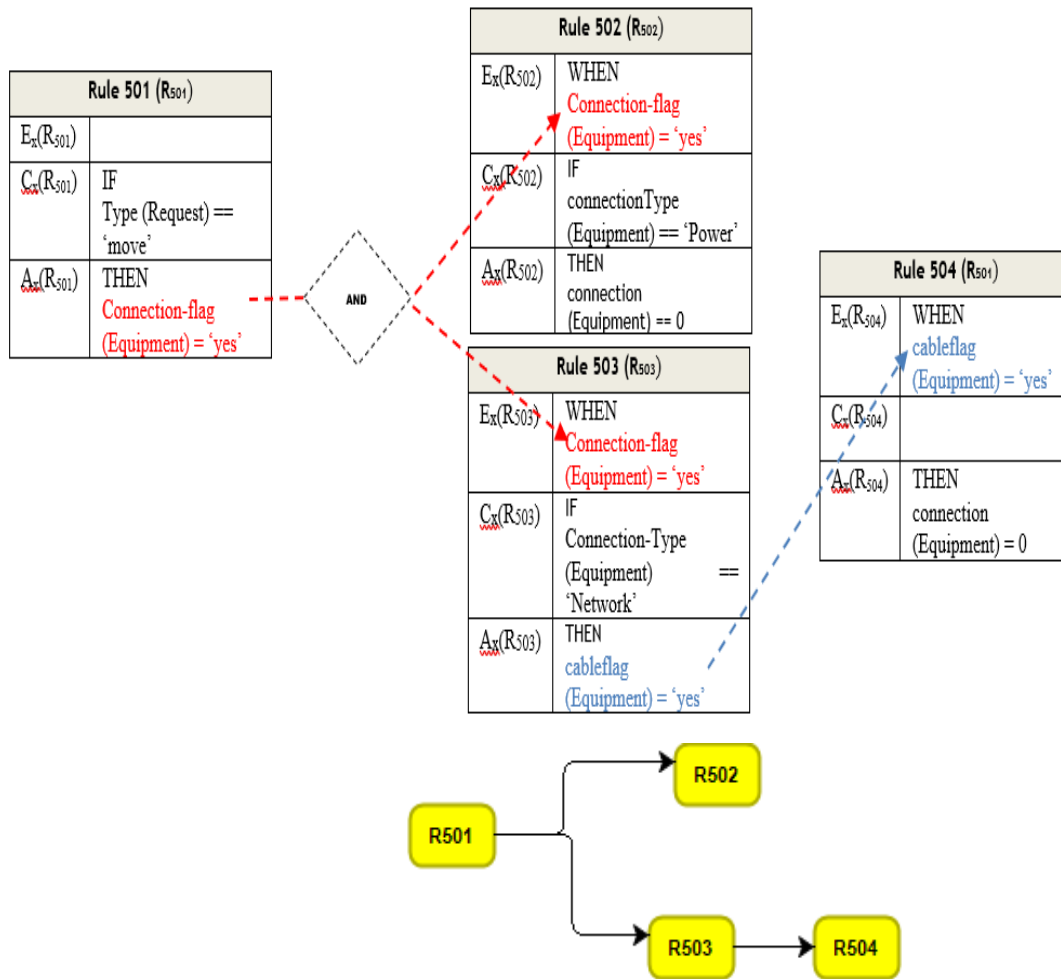 Rule 501 (R501)
Ex(R501)
Cx(R501)
IF
Type (Request) ==
‘move’
Ax(R501)
THEN
Connection-flag
(Equipment) = ‘yes’
AND
Rule 502 (R502)
Ex(R502)
WHEN
Connection-flag
(Equipment) = ‘yes’
Cx(R502)
IF
connectionType
(Equipment) == ‘Power’
Ax(R502)
THEN
connection
(Equipment) == 0
Rule 503 (R503)
Ex(R503)
WHEN
Connection-flag
(Equipment) = ‘yes’
Cx(R503)
IF
Connection-Type
(Equipment) ==
‘Network’
Ax(R503)
THEN
cableflag
(Equipment) = ‘yes’
Rule 504 (R501)
Ex(R504)
WHEN
cableflag
(Equipment) = ‘yes’
Cx(R504)
Ax(R504)
THEN
connection
(Equipment) = 0
R502
R501
R503
R504